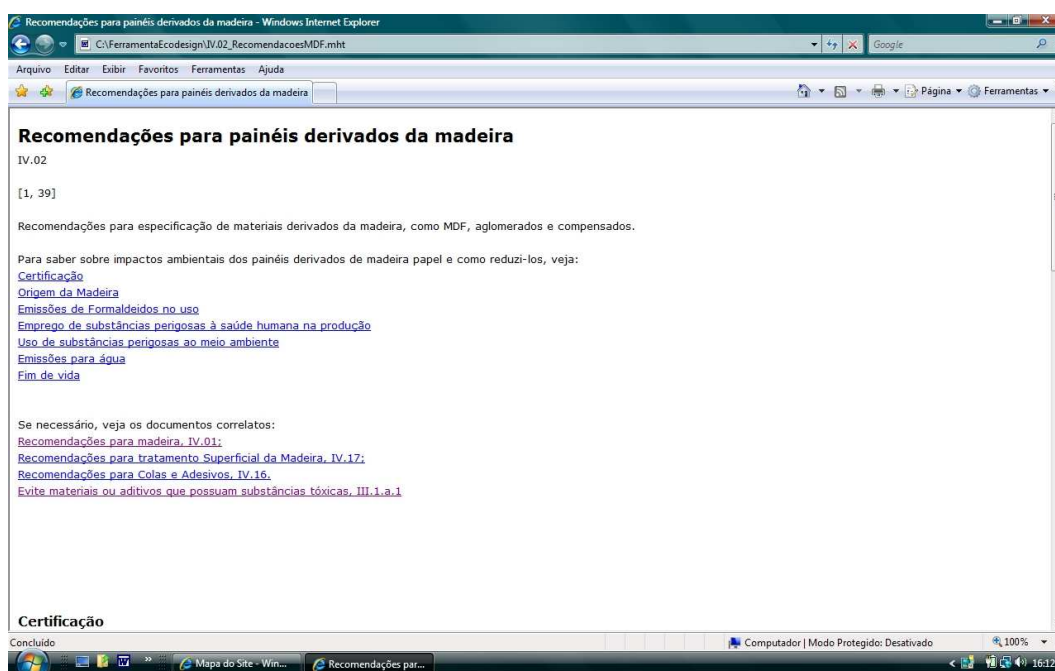 Recomendações para painéis derivados da madeira - Windows Internet Explorer
C:\FerramentaEcodesign\IV.02_RecomendacoesMDF.mht
Google
Arquivo Editar Exibir Favoritos Ferramentas Ajuda
Recomendações para painéis derivados da madeira
Página
Ferramentas
Recomendações para painéis derivados da madeira
IV.02
[1, 39]
Recomendações para especificação de materiais derivados da madeira, como MDF, aglomerados e compensados.
Para saber sobre impactos ambientais dos painéis derivados de madeira papel e como reduzi-los, veja:
Certificação
Origem da Madeira
Emissões de Formaldeidos no uso
Emprego de substâncias perigosas à saúde humana na produção
Uso de substâncias perigosas ao meio ambiente
Emissões para água
Fim de vida
Se necessário, veja os documentos correlatos:
Recomendações para madeira, IV.01;
Recomendações para tratamento Superficial da Madeira, IV.17;
Recomendações para Colas e Adesivos, IV.16.
Evite materiais ou aditivos que possuam substâncias tóxicas, III.1.a.1
Certificação
Concluído
Computador | Modo Protegido: Desativado
100%
Mapa do Site - Win...
Recomendações par...
16:12